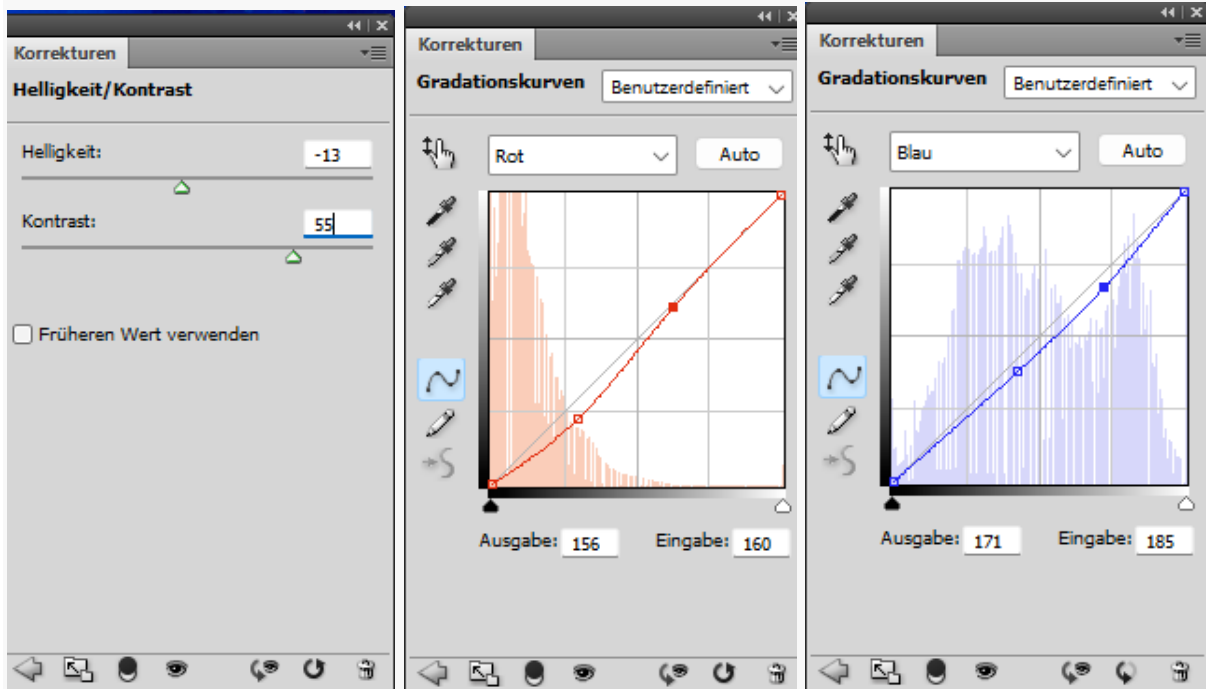 Korrekturen
Helligkeit/Kontrast
Helligkeit: -13
Kontrast: 55
Früheren Wert verwenden
Korrekturen
Gradationskurven Benutzerdefiniert
Rot Auto
Ausgabe: 156 Eingabe: 160
Korrekturen
Gradationskurven Benutzerdefiniert
Blau Auto
Ausgabe: 171 Eingabe: 185